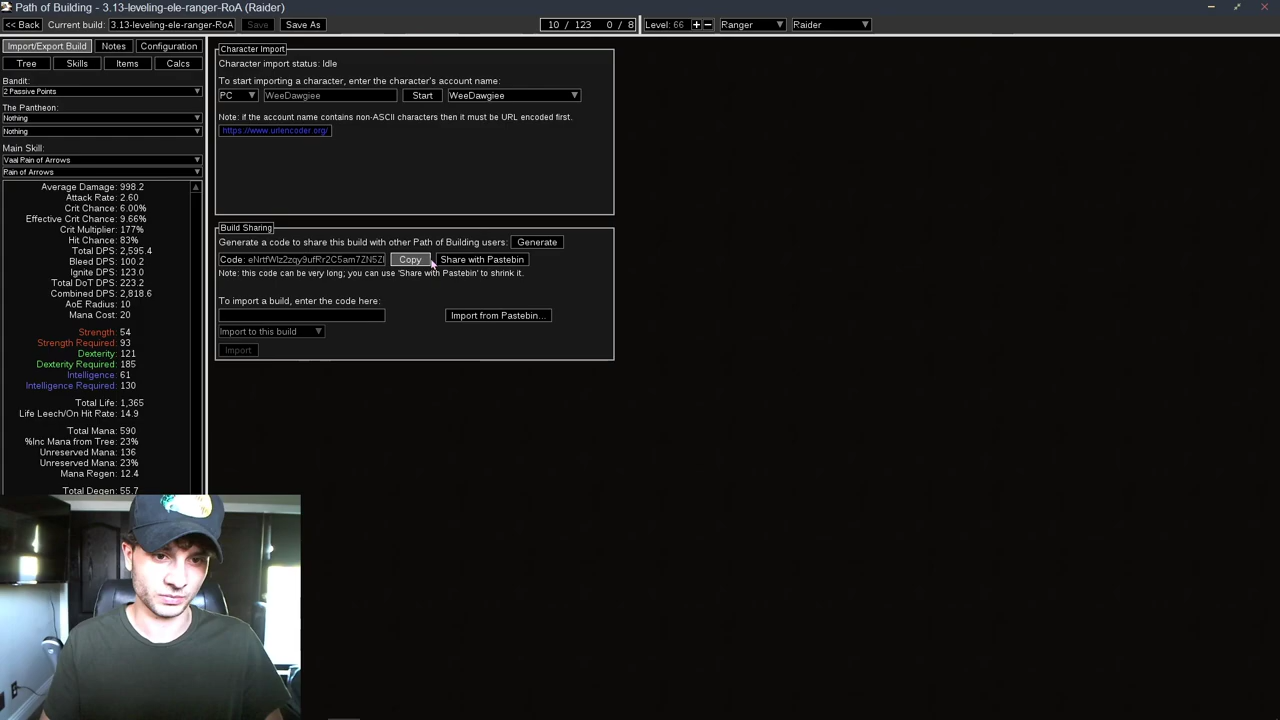 Path of Building - 3.13-leveling-ele-ranger-RoA (Raider)
<< Back Current build: 3.13-leveling-ele-ranger-RoA Save Save As 10 / 123 0 / 8 Level: 66 + - Ranger Raider
Import/Export Build Notes Configuration
Tree Skills Items Calcs
Bandit:
2 Passive Points
The Pantheon:
Nothing
Nothing
Main Skill:
Vaal Rain of Arrows
Rain of Arrows
Average Damage: 998.2
Attack Rate: 2.60
Crit Chance: 6.00%
Effective Crit Chance: 9.66%
Crit Multiplier: 177%
Hit Chance: 83%
Total DPS: 2,595.4
Bleed DPS: 100.2
Ignite DPS: 123.0
Total DoT DPS: 223.2
Combined DPS: 2,818.6
AoE Radius: 10
Mana Cost: 20
Strength: 54
Strength Required: 93
Dexterity: 121
Dexterity Required: 185
Intelligence: 61
Intelligence Required: 130
Total Life: 1,365
Life Leech/On Hit Rate: 14.9
Total Mana: 590
%Inc Mana from Tree: 23%
Unreserved Mana: 136
Unreserved Mana: 23%
Mana Regen: 12.4
Total Degen: 55.7
Character Import
Character import status: Idle
To start importing a character, enter the character's account name:
PC WeeDawgiee Start WeeDawgiee
Note: if the account name contains non-ASCII characters then it must be URL encoded first.
https://www.urlencoder.org/
Build Sharing
Generate a code to share this build with other Path of Building users: Generate
Code: eNrtfWlz2zqy9ufRr2C5am7ZN5Zl Copy Share with Pastebin
Note: this code can be very long; you can use 'Share with Pastebin' to shrink it.
To import a build, enter the code here:
Import from Pastebin...
Import to this build
Import